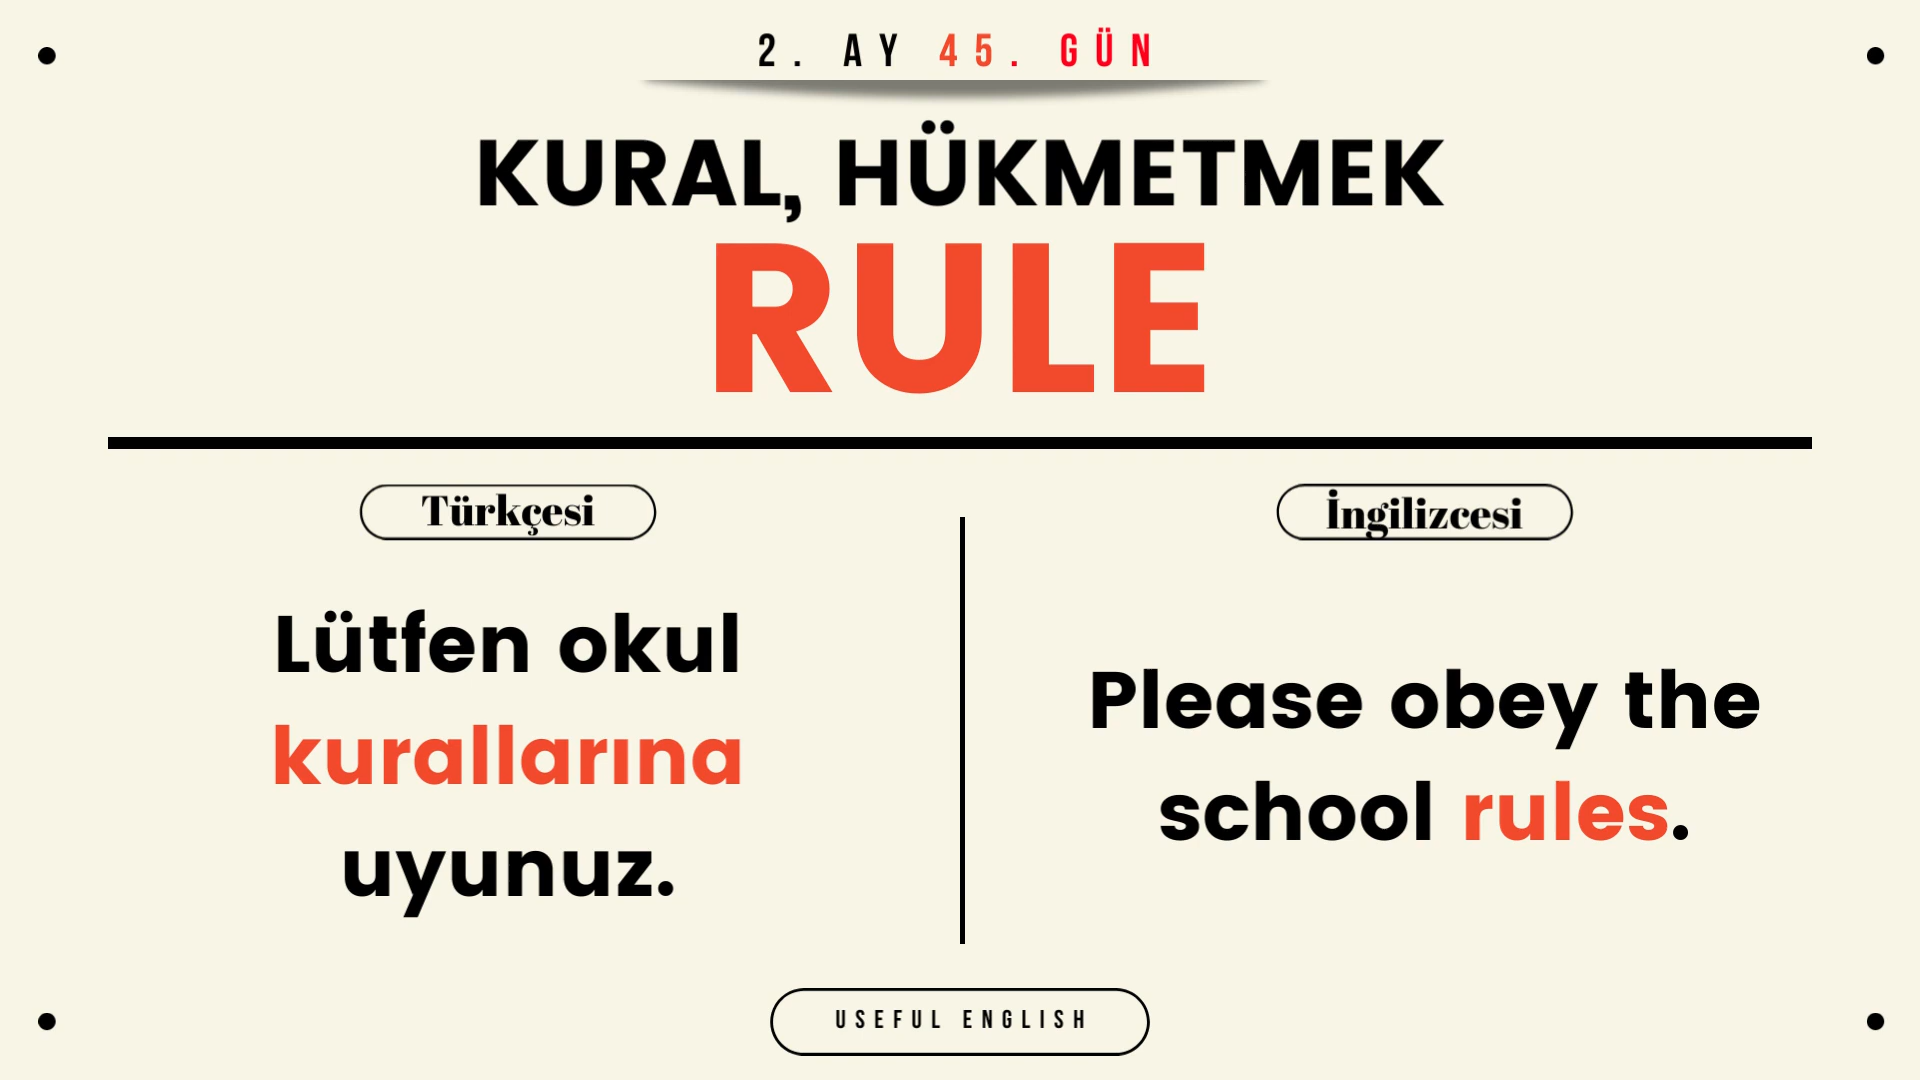 2. AY 45. GÜN
KURAL, HÜKMETMEK
RULE
Türkçesi
Lütfen okul
kurallarına
uyunuz.
İngilizcesi
Please obey the
school rules.
USEFUL ENGLISH